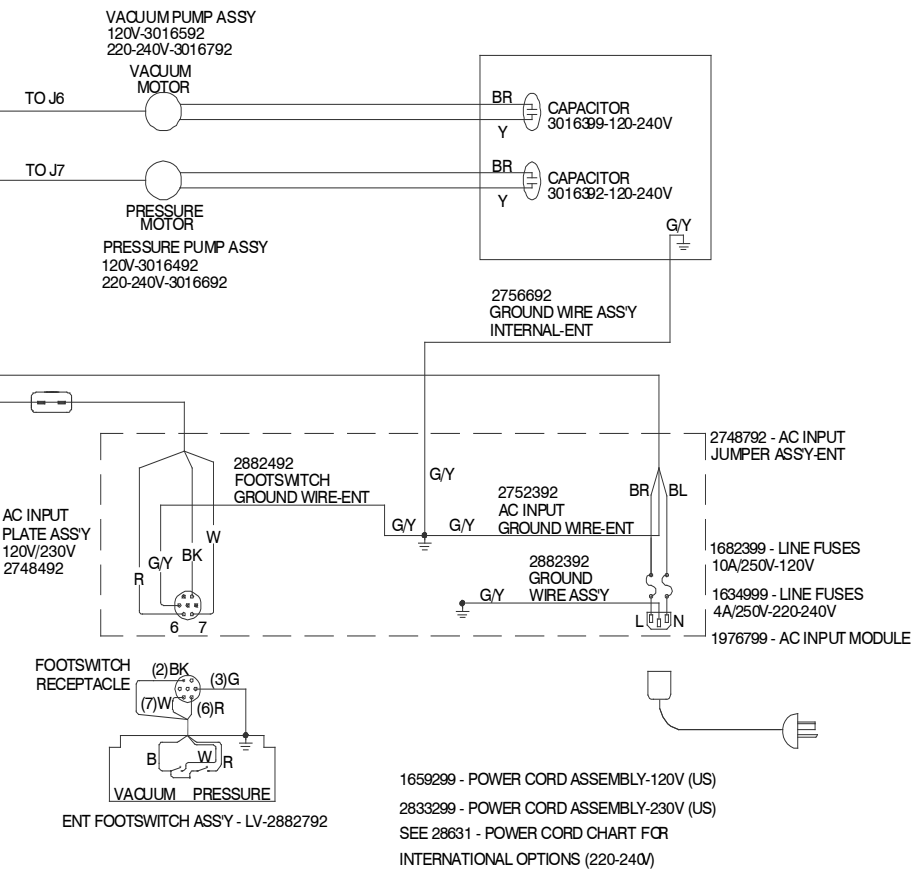 VACUUM PUMP ASSY
120V-3016592
220-240V-3016792
VACUUM
MOTOR
TO J6
BR
Y
CAPACITOR
3016399-120-240V
TO J7
BR
Y
CAPACITOR
3016392-120-240V
PRESSURE
MOTOR
PRESSURE PUMP ASSY
120V-3016492
220-240V-3016692
G/Y
2756692
GROUND WIRE ASS'Y
INTERNAL-ENT
2748792 - AC INPUT
JUMPER ASS'Y-ENT
2882492
FOOTSWITCH
GROUND WIRE-ENT
G/Y
2752392
AC INPUT
GROUND WIRE-ENT
BR
BL
AC INPUT
PLATE ASS'Y
120V/230V
2748492
R
G/Y
BK
W
G/Y
G/Y
2882392
GROUND
WIRE ASS'Y
G/Y
1682399 - LINE FUSES
10A/250V-120V
1634999 - LINE FUSES
4A/250V-220-240V
6 7
L N
1976799 - AC INPUT MODULE
FOOTSWITCH
RECEPTACLE
(2)BK
(3)G
(7)W
(6)R
B W R
VACUUM PRESSURE
ENT FOOTSWITCH ASS'Y - LV-2882792
1659299 - POWER CORD ASSEMBLY-120V (US)
2833299 - POWER CORD ASSEMBLY-230V (US)
SEE 28631 - POWER CORD CHART FOR
INTERNATIONAL OPTIONS (220-240V)